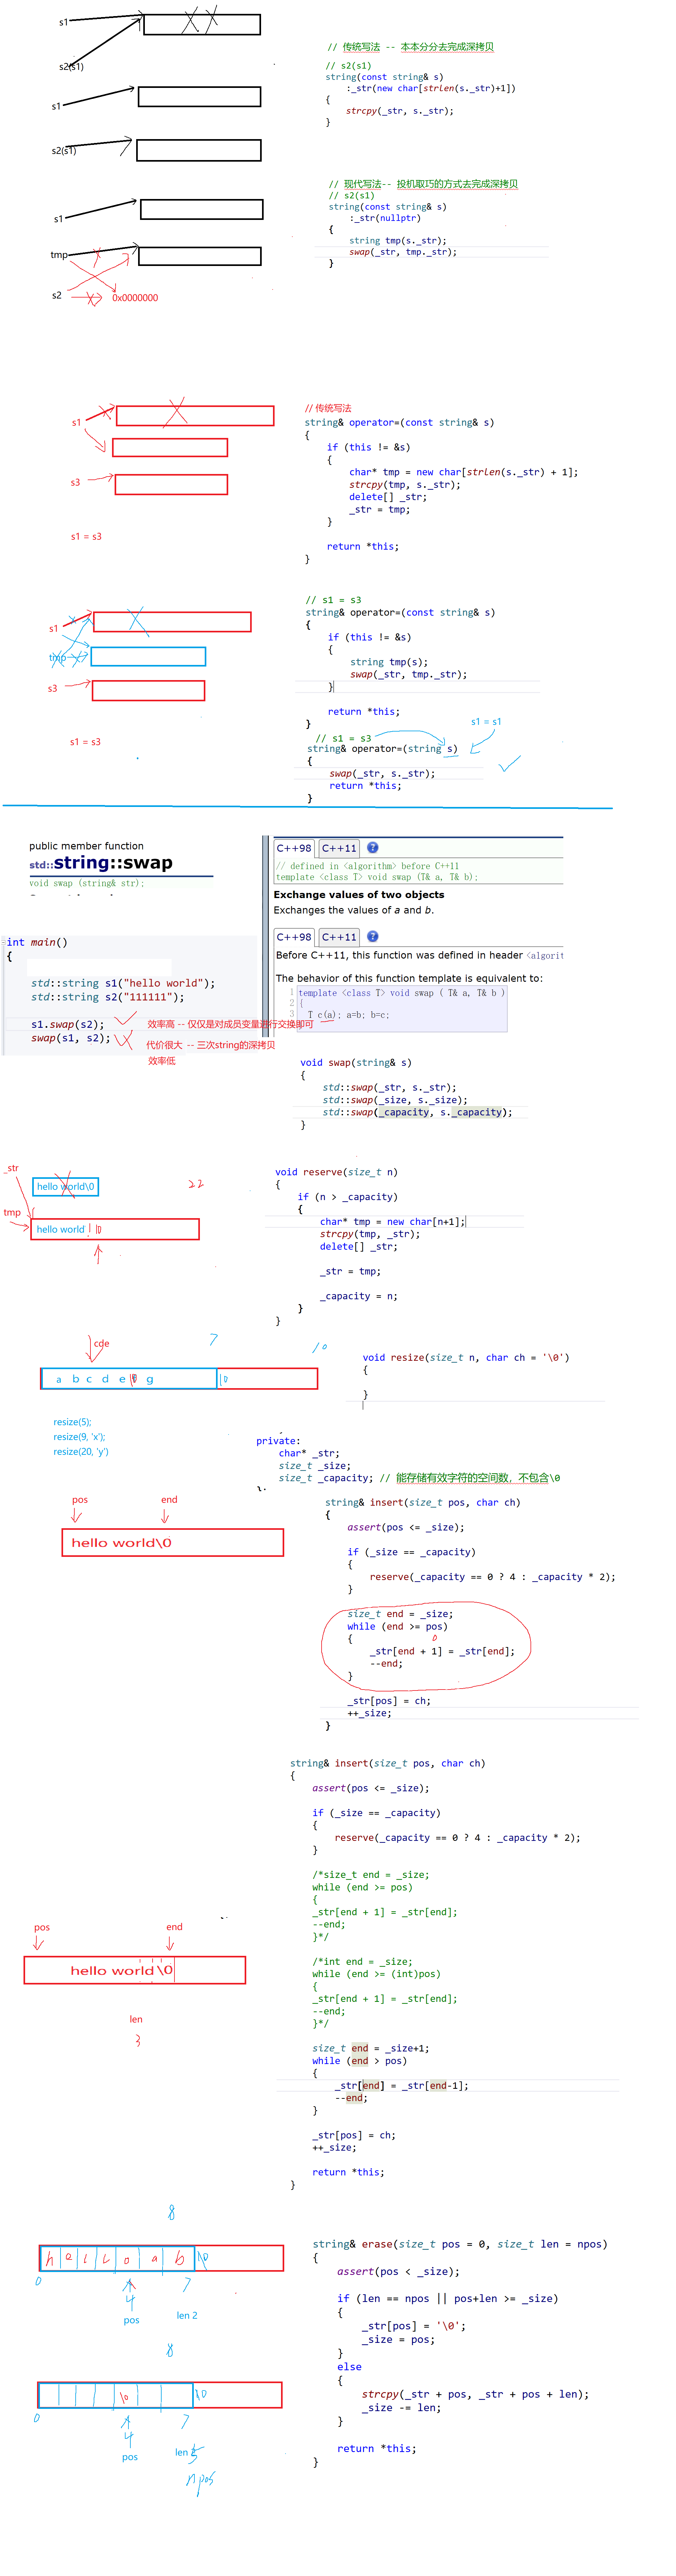 s1
s2(s1)
// 传统写法 -- 本本分分去完成深拷贝
// s2(s1)
string(const string& s)
:_str(new char[strlen(s._str)+1])
{
strcpy(_str, s._str);
}
s1
s2(s1)
// 现代写法-- 投机取巧的方式去完成深拷贝
// s2(s1)
string(const string& s)
:_str(nullptr)
{
string tmp(s._str);
swap(_str, tmp._str);
}
s1
tmp
s2
0x0000000
// 传统写法
string& operator=(const string& s)
{
if (this != &s)
{
char* tmp = new char[strlen(s._str) + 1];
strcpy(tmp, s._str);
delete[] _str;
_str = tmp;
}
return *this;
}
s1
s3
s1 = s3
// s1 = s3
string& operator=(const string& s)
{
if (this != &s)
{
string tmp(s);
swap(_str, tmp._str);
}
return *this;
}
s1
tmp
s3
s1 = s3
// s1 = s3
s1 = s1
string& operator=(string s)
{
swap(_str, s._str);
return *this;
}
public member function
std::string::swap
void swap (string& str);
C++98 C++11 ?
// defined in <algorithm> before C++11
template <class T> void swap (T& a, T& b);
Exchange values of two objects
Exchanges the values of a and b.
C++98 C++11 ?
Before C++11, this function was defined in header <algorit
The behavior of this function template is equivalent to:
1 template <class T> void swap ( T& a, T& b )
2 {
3 T c(a); a=b; b=c;
int main()
{
std::string s1("hello world");
std::string s2("111111");
s1.swap(s2);
效率高 -- 仅仅是对成员变量进行交换即可
swap(s1, s2);
代价很大 -- 三次string的深拷贝
效率低
void swap(string& s)
{
std::swap(_str, s._str);
std::swap(_size, s._size);
std::swap(_capacity, s._capacity);
}
_str
hello world\0
22
tmp
hello world \0
void reserve(size_t n)
{
if (n > _capacity)
{
char* tmp = new char[n+1];
strcpy(tmp, _str);
delete[] _str;
_str = tmp;
_capacity = n;
}
}
cde
7
10
a b c d e \0 g \0
resize(5);
resize(9, 'x');
resize(20, 'y')
void resize(size_t n, char ch = '\0')
{
}
private:
char* _str;
size_t _size;
size_t _capacity; // 能存储有效字符的空间数，不包含\0
};
pos end
hello world\0
string& insert(size_t pos, char ch)
{
assert(pos <= _size);
if (_size == _capacity)
{
reserve(_capacity == 0 ? 4 : _capacity * 2);
}
size_t end = _size;
while (end >= pos)
{
0
_str[end + 1] = _str[end];
--end;
}
_str[pos] = ch;
++_size;
}
string& insert(size_t pos, char ch)
{
assert(pos <= _size);
if (_size == _capacity)
{
reserve(_capacity == 0 ? 4 : _capacity * 2);
}
/*size_t end = _size;
while (end >= pos)
{
_str[end + 1] = _str[end];
--end;
}*/
/*int end = _size;
while (end >= (int)pos)
{
_str[end + 1] = _str[end];
--end;
}*/
size_t end = _size+1;
while (end > pos)
{
_str[end] = _str[end-1];
--end;
}
_str[pos] = ch;
++_size;
return *this;
}
pos end
hello world\0
len
3
8
h e l l o a b \0
0 4 7
pos len 2
8
\0 \0
0 4 7
pos len 5
npos
string& erase(size_t pos = 0, size_t len = npos)
{
assert(pos < _size);
if (len == npos || pos+len >= _size)
{
_str[pos] = '\0';
_size = pos;
}
else
{
strcpy(_str + pos, _str + pos + len);
_size -= len;
}
return *this;
}